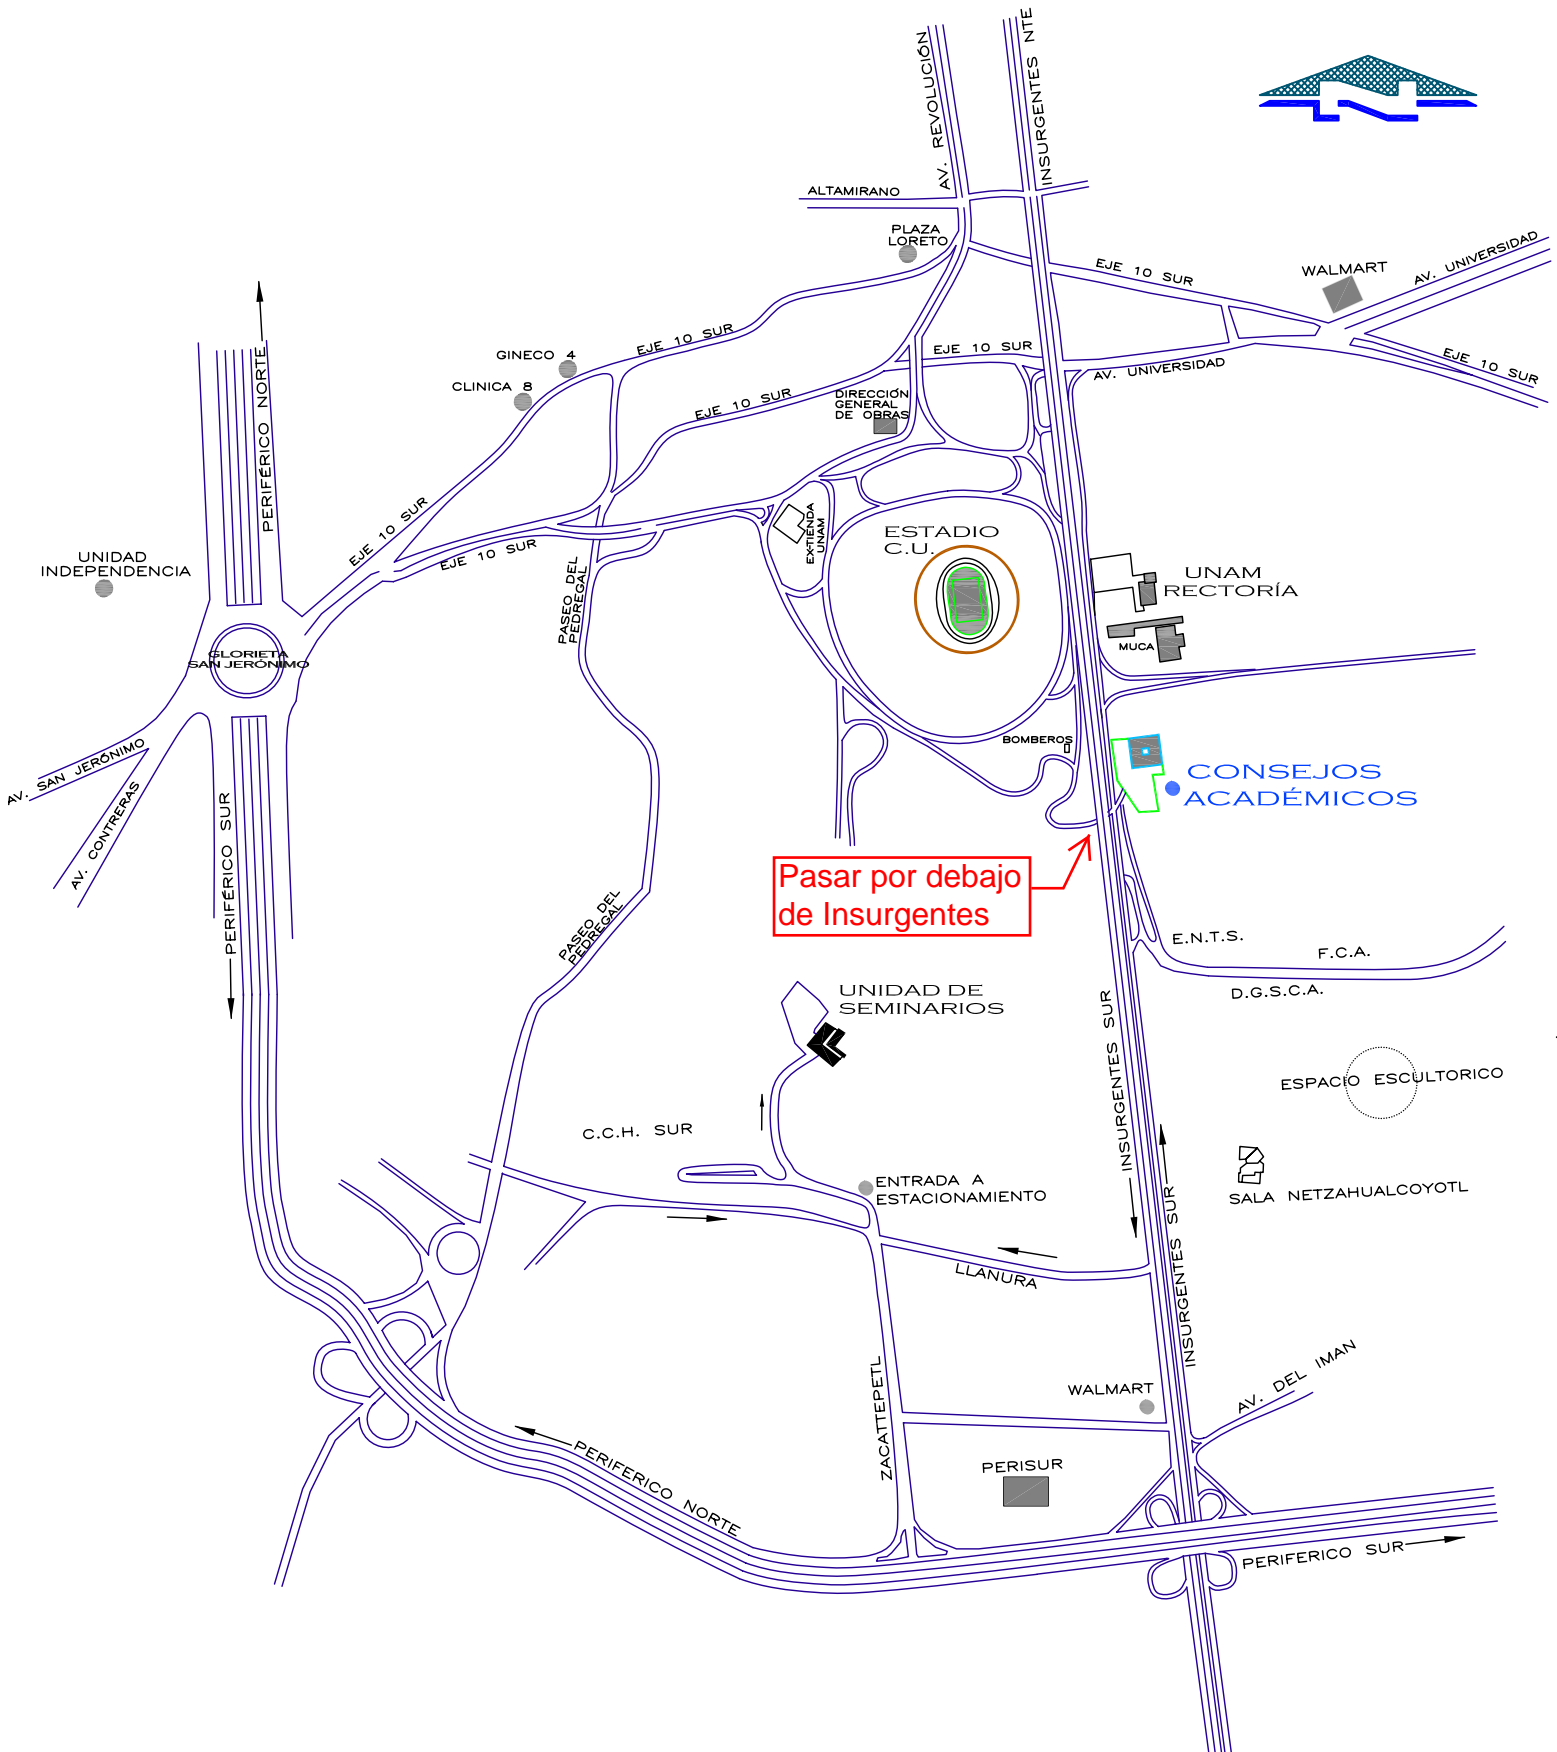 AV. REVOLUCIÓN
INSURGENTES NTE
ALTAMIRANO
PLAZA
LORETO
EJE 10 SUR
WALMART
AV. UNIVERSIDAD
EJE 10 SUR
EJE 10 SUR
EJE 10 SUR
AV. UNIVERSIDAD
GINECO 4
CLINICA 8
EJE 10 SUR
DIRECCIÓN
GENERAL
DE OBRAS
PERIFÉRICO NORTE
EJE 10 SUR
EJE 10 SUR
EX-TIENDA
UNAM
ESTADIO
C.U.
UNIDAD
INDEPENDENCIA
PASEO DEL
PEDREGAL
UNAM
RECTORÍA
MUCA
GLORIETA
SAN JERÓNIMO
BOMBEROS
AV. SAN JERÓNIMO
AV. CONTRERAS
PERIFÉRICO SUR
CONSEJOS
ACADÉMICOS
Pasar por debajo
de Insurgentes
PASEO DEL
PEDREGAL
E.N.T.S.
F.C.A.
D.G.S.C.A.
UNIDAD DE
SEMINARIOS
INSURGENTES SUR
ESPACIO ESCULTORICO
C.C.H. SUR
ENTRADA A
ESTACIONAMIENTO
SALA NETZAHUALCOYOTL
INSURGENTES SUR
LLANURA
ZACATTEPETL
WALMART
AV. DEL IMAN
PERISUR
PERIFERICO NORTE
PERIFERICO SUR